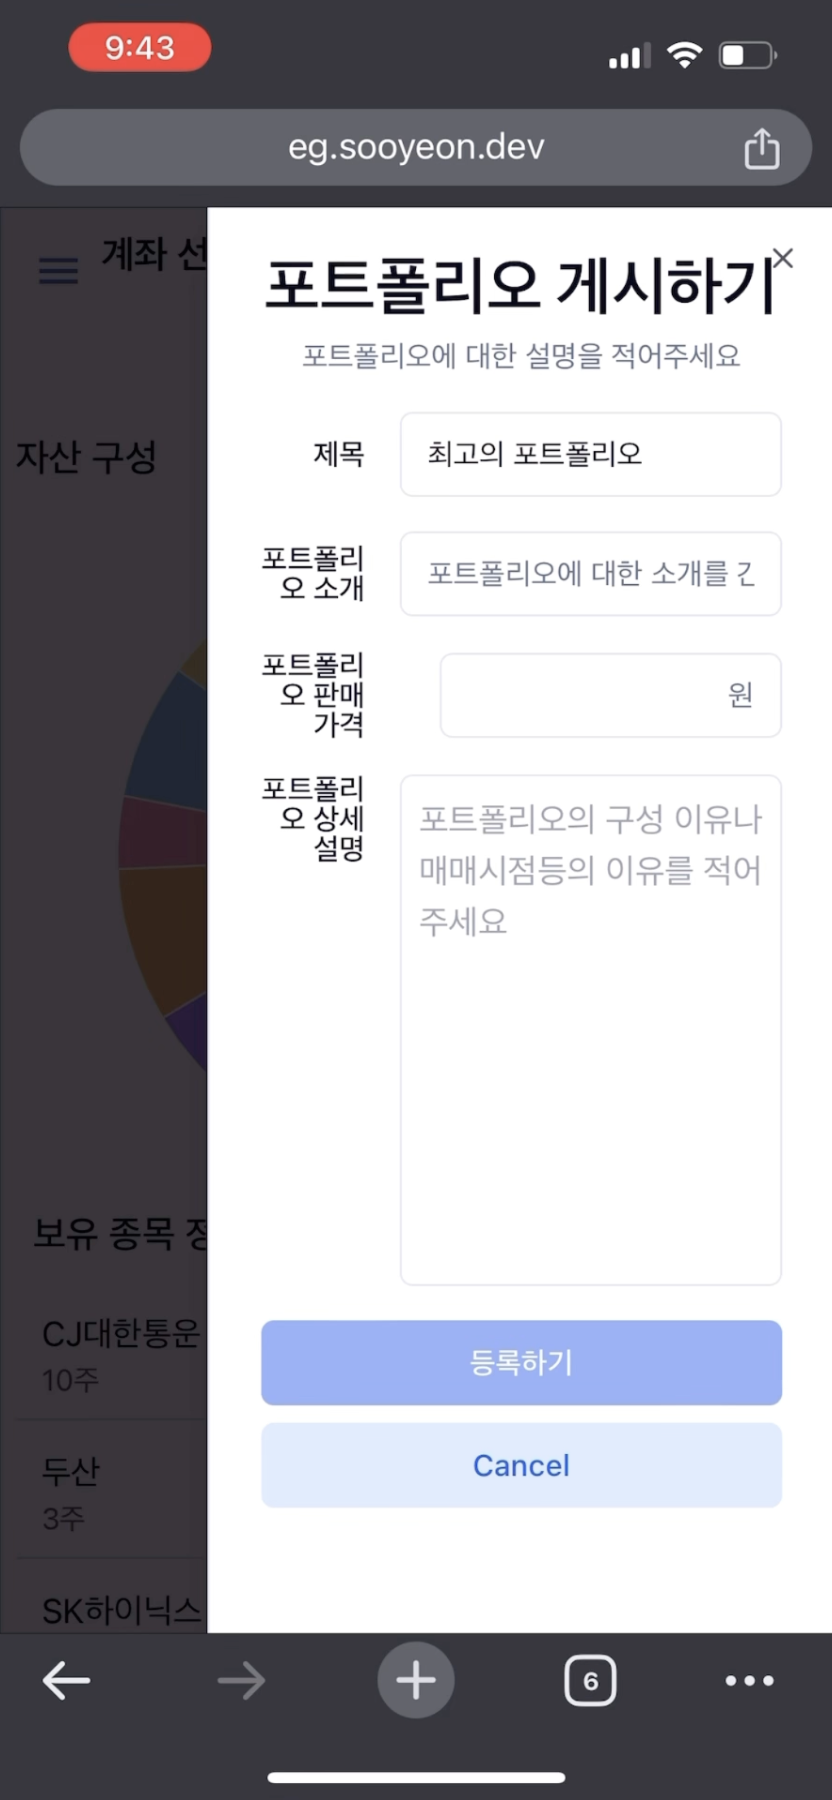 9:43
eg.sooyeon.dev
계좌 선
포트폴리오 게시하기
포트폴리오에 대한 설명을 적어주세요
자산 구성
제목
최고의 포트폴리오
포트폴리
오 소개
포트폴리오에 대한 소개를 긴
포트폴리
오 판매
가격
원
포트폴리
오 상세
설명
포트폴리오의 구성 이유나
매매시점등의 이유를 적어
주세요
보유 종목 정
CJ대한통운
10주
두산
3주
SK하이닉스
등록하기
Cancel
6